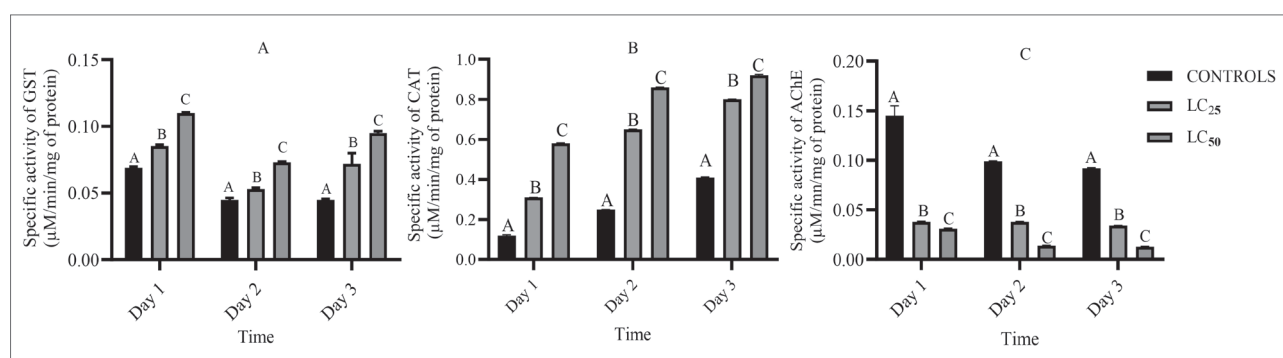 A
Specific activity of GST
(µM/min/mg of protein)
0.15
0.10
0.05
0.00
A
B
C
A
B
C
A
B
C
Day 1
Day 2
Day 3
Time
B
Specific activity of CAT
(µM/min/mg of protein)
1.0
0.8
0.6
0.4
0.2
0.0
A
B
C
A
B
C
A
B
C
Day 1
Day 2
Day 3
Time
C
Specific activity of AChE
(µM/mn/mg of protein)
0.20
0.15
0.10
0.05
0.00
A
B
C
A
B
C
A
B
C
Day 1
Day 2
Day 3
Time
CONTROLS
LC25
LC50